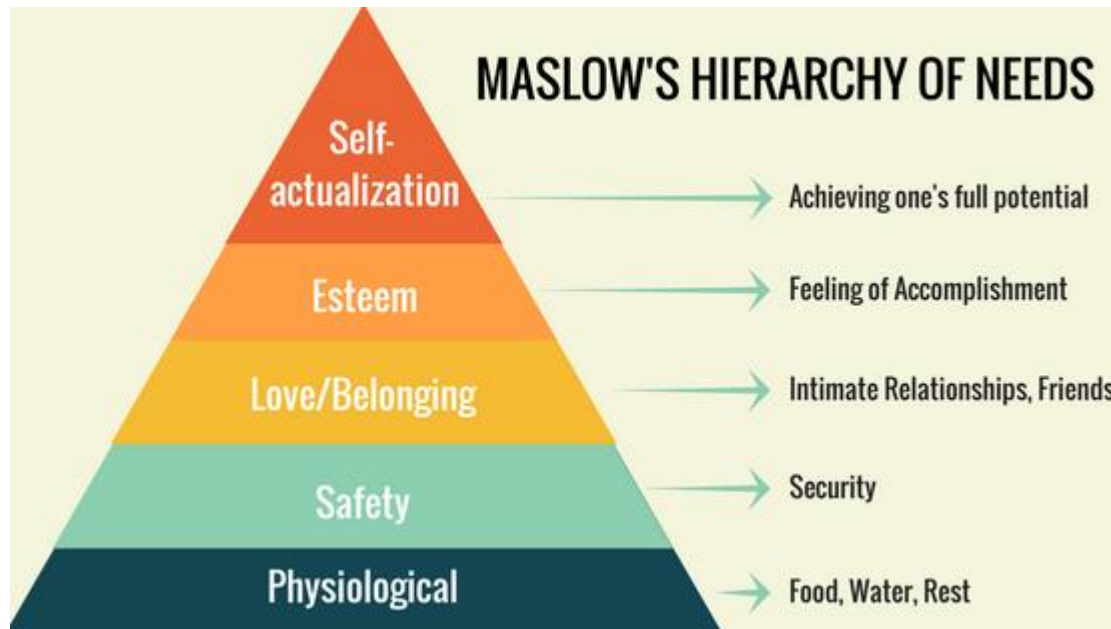 MASLOW'S HIERARCHY OF NEEDS
Self-
actualization
Achieving one's full potential
Esteem
Feeling of Accomplishment
Love/Belonging
Intimate Relationships, Friends
Safety
Security
Physiological
Food, Water, Rest